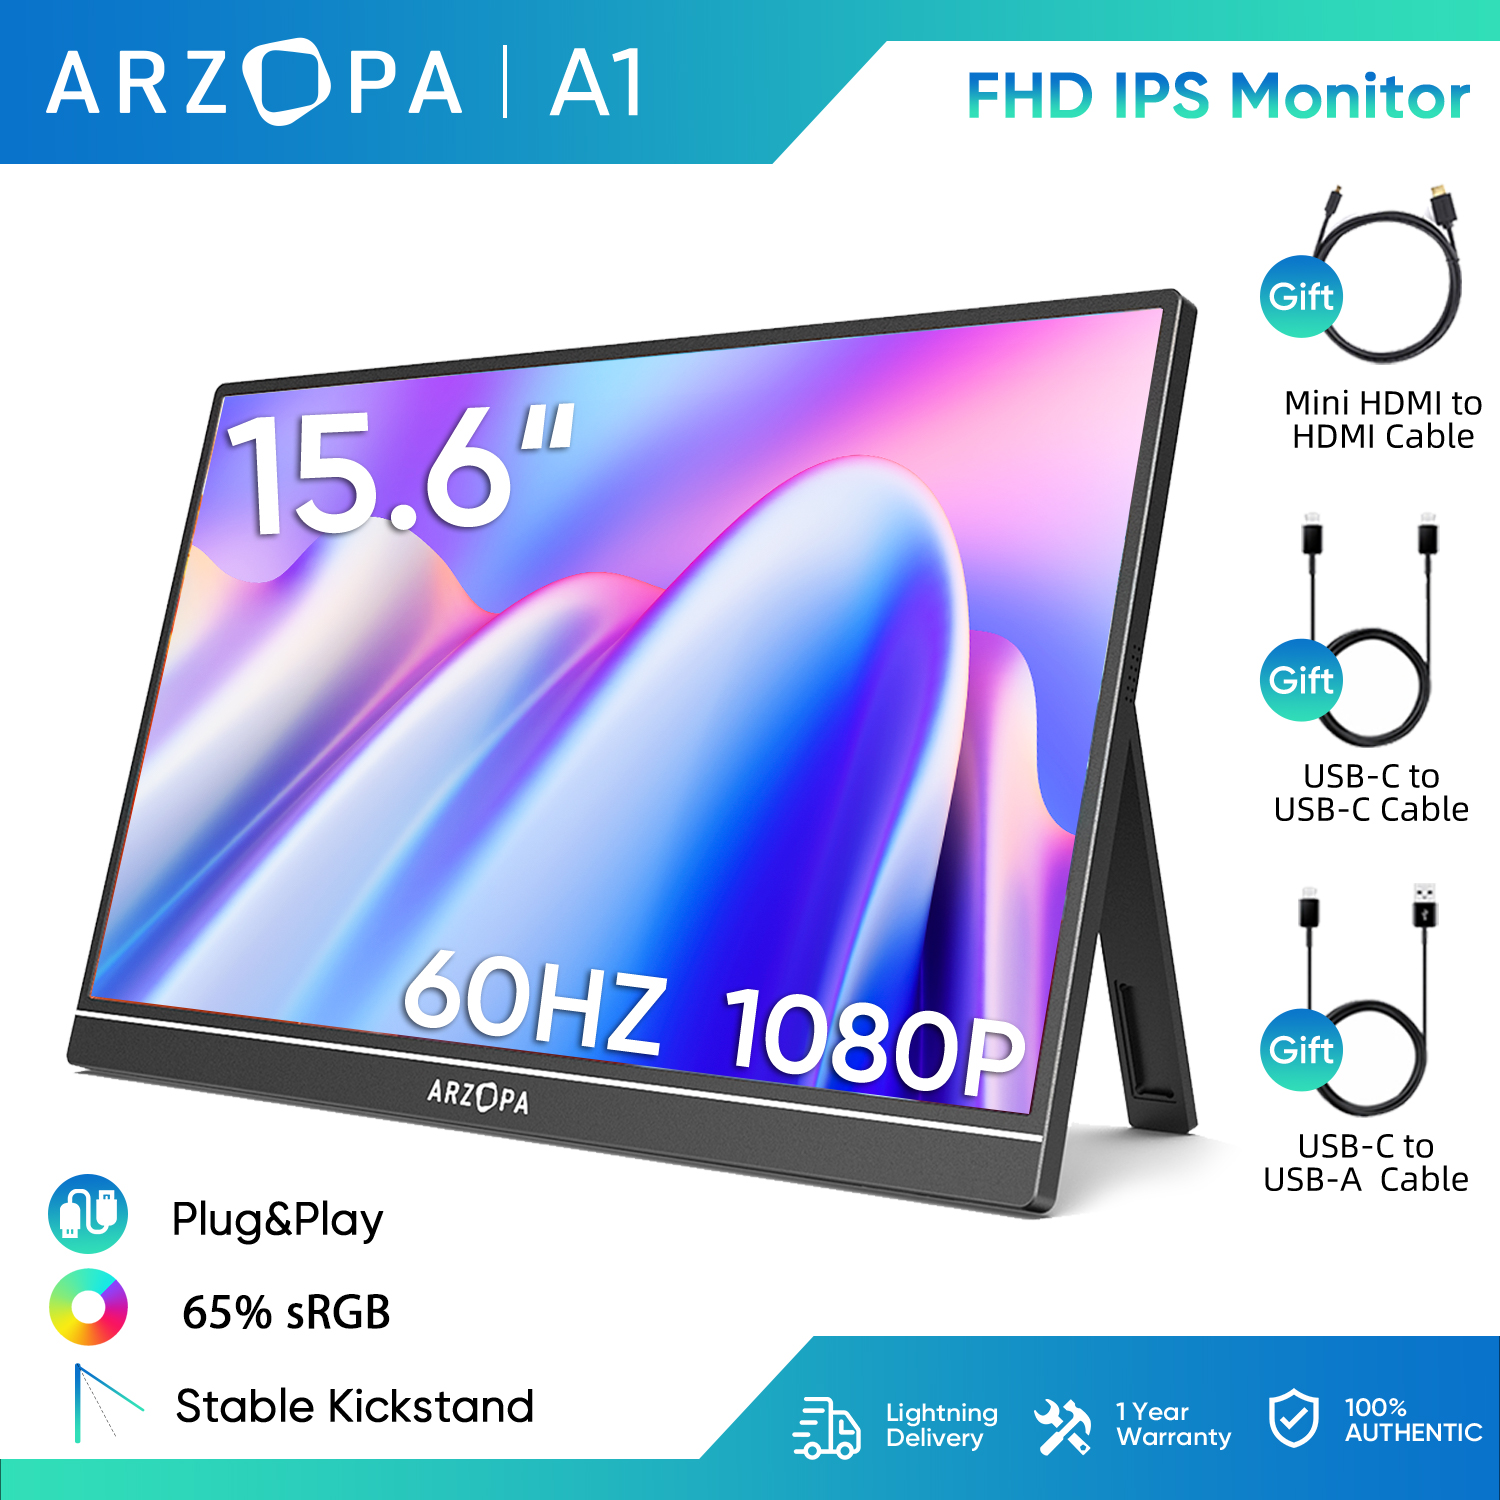 ARZOPA | A1
FHD IPS Monitor
15.6"
60HZ 1080P
ARZOPA
Gift
Mini HDMI to
HDMI Cable
Gift
USB-C to
USB-C Cable
Gift
USB-C to
USB-A Cable
Plug&Play
65% sRGB
Stable Kickstand
Lightning
Delivery
1 Year
Warranty
100%
AUTHENTIC